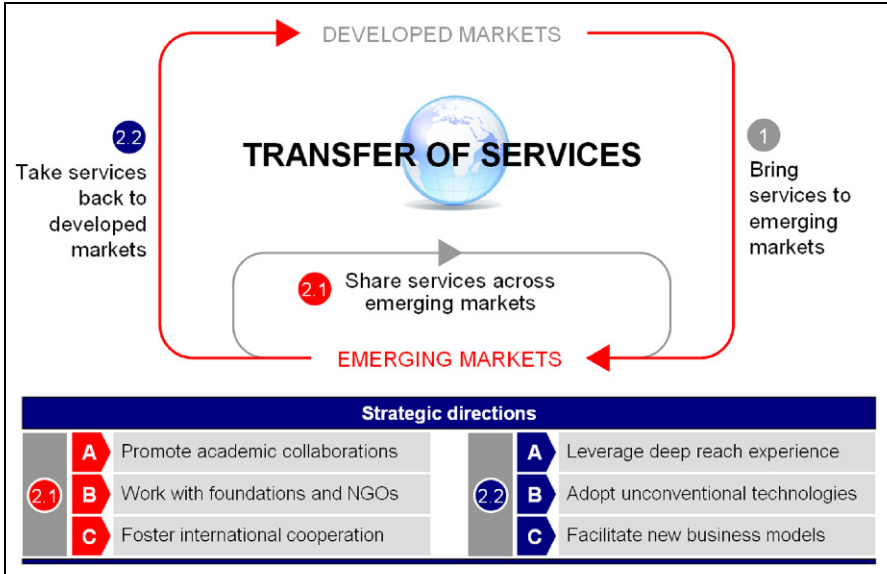 DEVELOPED MARKETS
2.2
Take services
back to
developed
markets
TRANSFER OF SERVICES
1
Bring
services to
emerging
markets
2.1
Share services across
emerging markets
EMERGING MARKETS
Strategic directions
2.1
A Promote academic collaborations
B Work with foundations and NGOs
C Foster international cooperation
2.2
A Leverage deep reach experience
B Adopt unconventional technologies
C Facilitate new business models